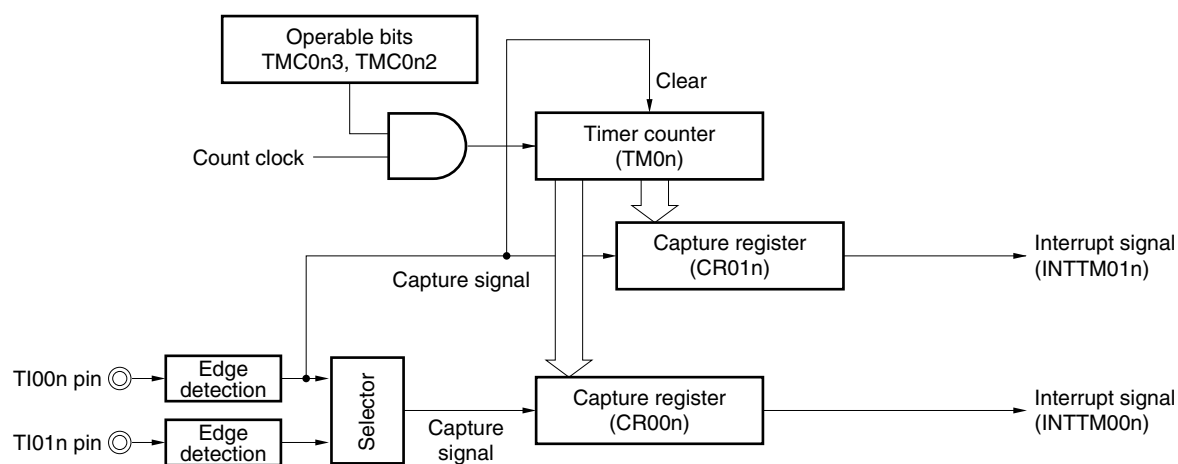 Operable bits
TMC0n3, TMC0n2
Clear
Timer counter
(TM0n)
Count clock
Capture register
(CR01n)
Interrupt signal
(INTTM01n)
Capture signal
TI00n pin
Edge
detection
Selector
Capture register
(CR00n)
Interrupt signal
(INTTM00n)
Capture
signal
TI01n pin
Edge
detection